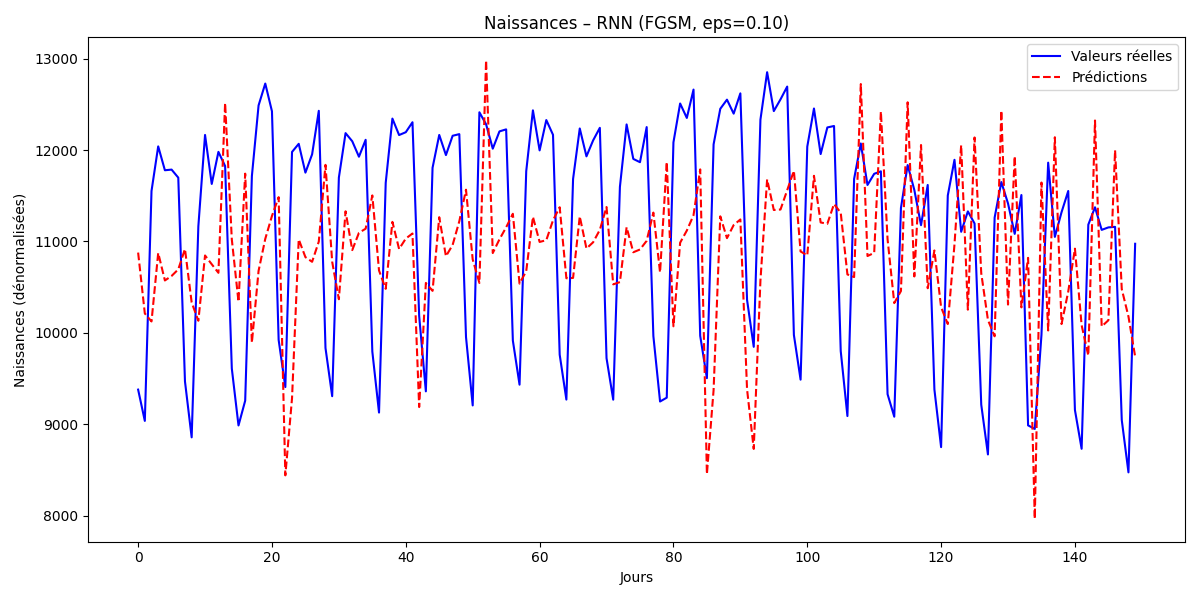 Naissances – RNN (FGSM, eps=0.10)
Valeurs réelles
Prédictions
Naissances (dénormalisées)
13000
12000
11000
10000
9000
8000
0 20 40 60 80 100 120 140
Jours